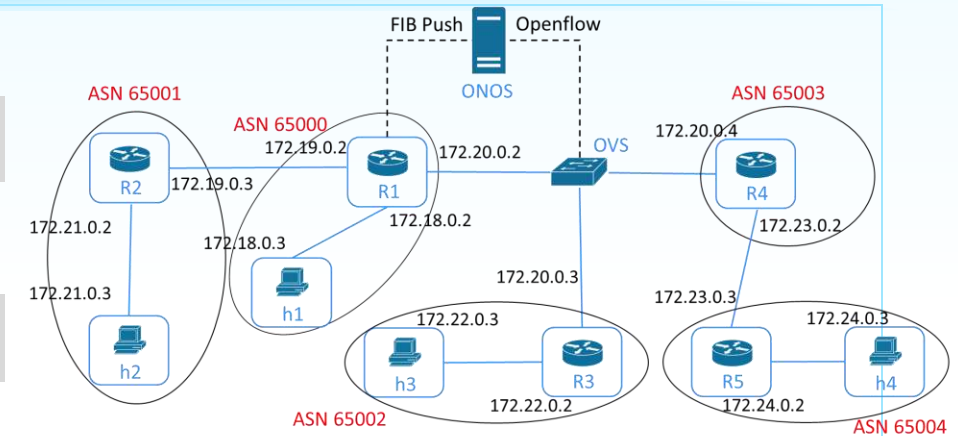 FIB Push
Openflow
ONOS
ASN 65001
ASN 65000
ASN 65003
172.19.0.2
172.20.0.2
OVS
172.20.0.4
R2
172.19.0.3
R1
R4
172.21.0.2
172.18.0.2
172.23.0.2
172.18.0.3
172.20.0.3
172.21.0.3
h1
172.23.0.3
172.22.0.3
172.24.0.3
h2
h3
R3
R5
h4
172.22.0.2
172.24.0.2
ASN 65002
ASN 65004